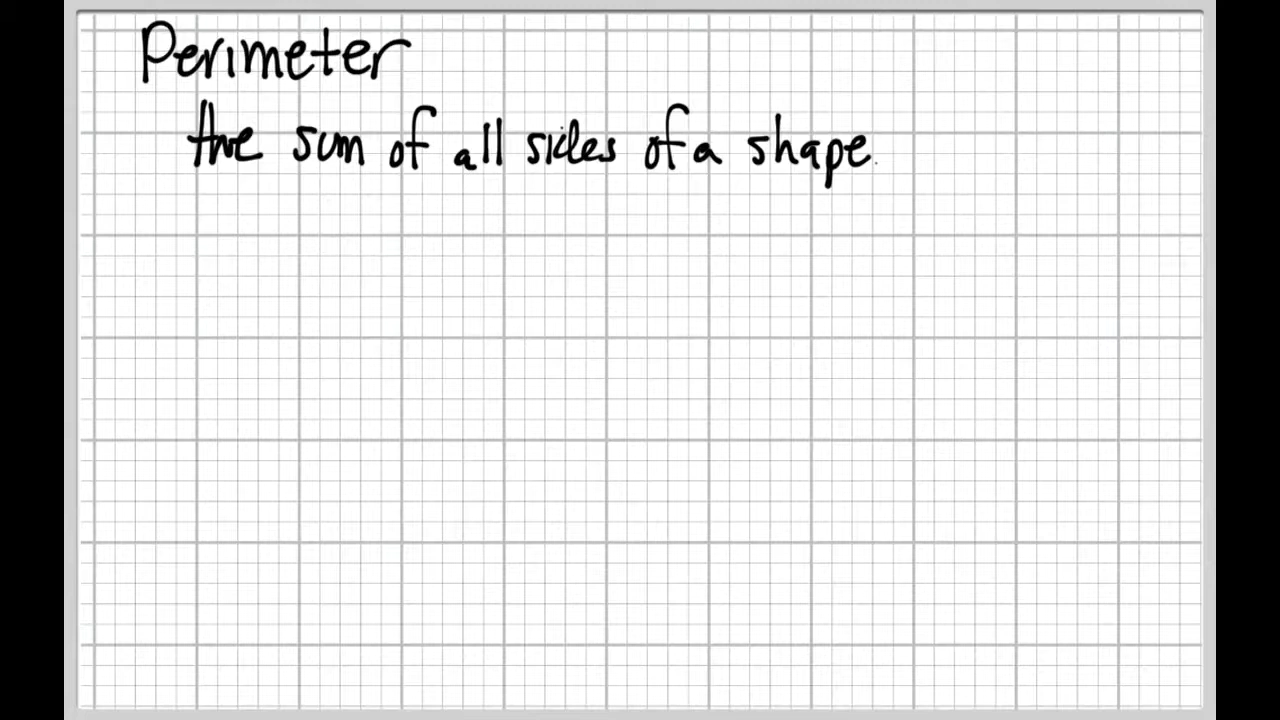 Perimeter
the sum of all sides of a shape.